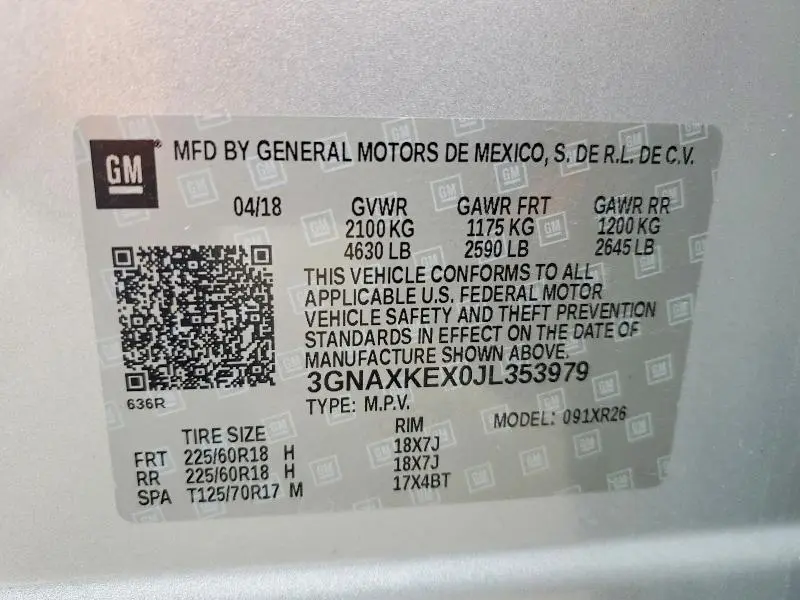 GM MFD BY GENERAL MOTORS DE MEXICO, S. DE R.L. DE C.V.
04/18 GVWR GAWR FRT GAWR RR
2100 KG 1175 KG 1200 KG
4630 LB 2590 LB 2645 LB
THIS VEHICLE CONFORMS TO ALL
APPLICABLE U.S. FEDERAL MOTOR
VEHICLE SAFETY AND THEFT PREVENTION
STANDARDS IN EFFECT ON THE DATE OF
MANUFACTURE SHOWN ABOVE.
3GNAXKEX0JL353979
636R
TYPE: M.P.V. MODEL: 091XR26
TIRE SIZE RIM
FRT 225/60R18 H 18X7J
RR 225/60R18 H 18X7J
SPA T125/70R17 M 17X4BT